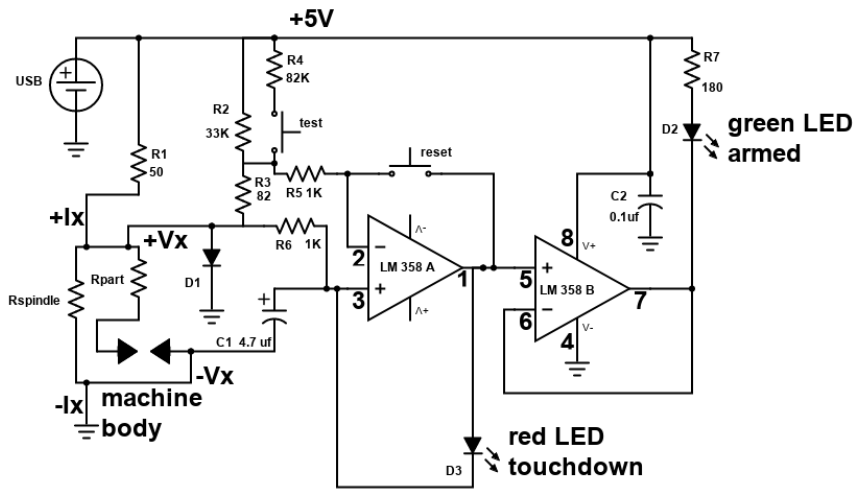 +5V
USB
R4
82K
R7
180
R2
33K
test
D2
green LED
armed
R1
50
reset
R3
82
R5 1K
C2
0.1uf
+Ix
+Vx
R6
1K
V-
2
LM 358 A
1
3
V+
8
V+
5
LM 358 B
7
6
4
V-
Rpart
D1
Rspindle
C1 4.7 uf
-Vx
-Ix
machine
body
red LED
touchdown
D3